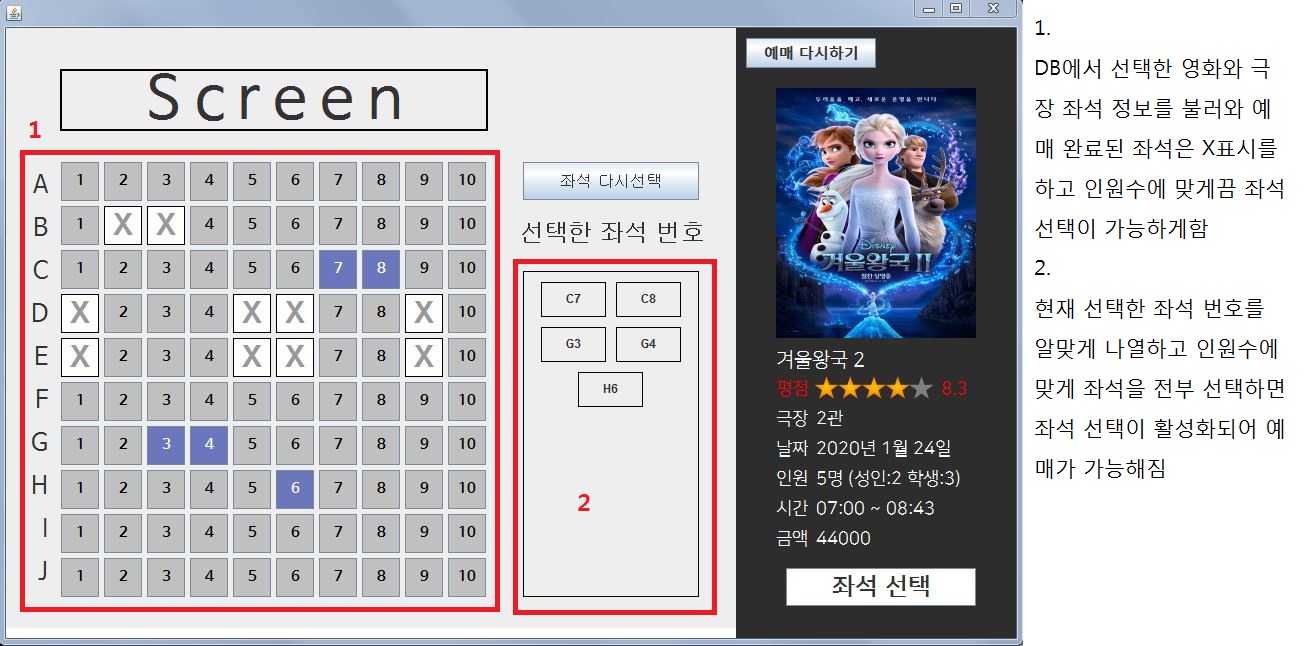 Screen
1
A 1 2 3 4 5 6 7 8 9 10
B 1 X X 4 5 6 7 8 9 10
C 1 2 3 4 5 6 7 8 9 10
D X 2 3 4 X X 7 8 X 10
E X 2 3 4 X X 7 8 X 10
F 1 2 3 4 5 6 7 8 9 10
G 1 2 3 4 5 6 7 8 9 10
H 1 2 3 4 5 6 7 8 9 10
I 1 2 3 4 5 6 7 8 9 10
J 1 2 3 4 5 6 7 8 9 10
좌석 다시선택
선택한 좌석 번호
C7 C8
G3 G4
H6
2
예매 다시하기
두려움을 깨고, 새로운 운명을 만나다
Disney
겨울왕국 II
절찬 상영중
겨울왕국 2
평점 8.3
극장 2관
날짜 2020년 1월 24일
인원 5명 (성인:2 학생:3)
시간 07:00 ~ 08:43
금액 44000
좌석 선택
1.
DB에서 선택한 영화와 극
장 좌석 정보를 불러와 예
매 완료된 좌석은 X표시를
하고 인원수에 맞게끔 좌석
선택이 가능하게함
2.
현재 선택한 좌석 번호를
알맞게 나열하고 인원수에
맞게 좌석을 전부 선택하면
좌석 선택이 활성화되어 예
매가 가능해짐